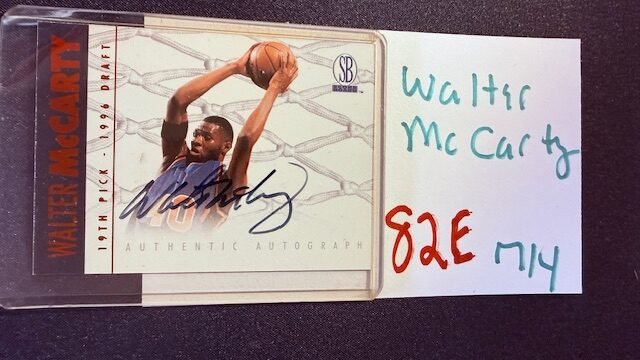 WALTER McCARTY
19TH PICK - 1996 DRAFT
SB
AUTHENTIC AUTOGRAPH
Walter
McCarty
82E
M/4